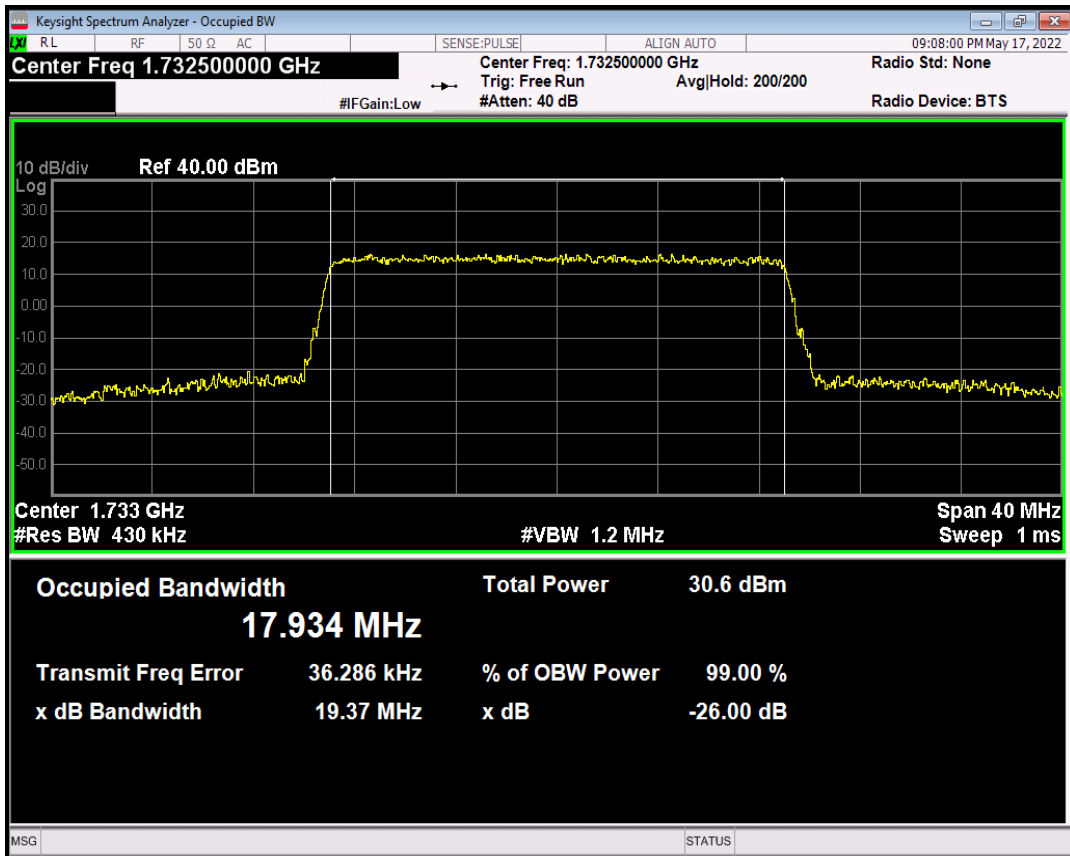 Keysight Spectrum Analyzer - Occupied BW
LXI RL RF 50 Ω AC SENSE:PULSE ALIGN AUTO 09:08:00 PM May 17, 2022
Center Freq 1.732500000 GHz
Center Freq: 1.732500000 GHz
Radio Std: None
Trig: Free Run Avg|Hold: 200/200
#IFGain:Low #Atten: 40 dB Radio Device: BTS
10 dB/div Ref 40.00 dBm
Log
30.0
20.0
10.0
0.00
-10.0
-20.0
-30.0
-40.0
-50.0
Center 1.733 GHz Span 40 MHz
#Res BW 430 kHz #VBW 1.2 MHz Sweep 1 ms
Occupied Bandwidth Total Power 30.6 dBm
17.934 MHz
Transmit Freq Error 36.286 kHz % of OBW Power 99.00 %
x dB Bandwidth 19.37 MHz x dB -26.00 dB
MSG STATUS